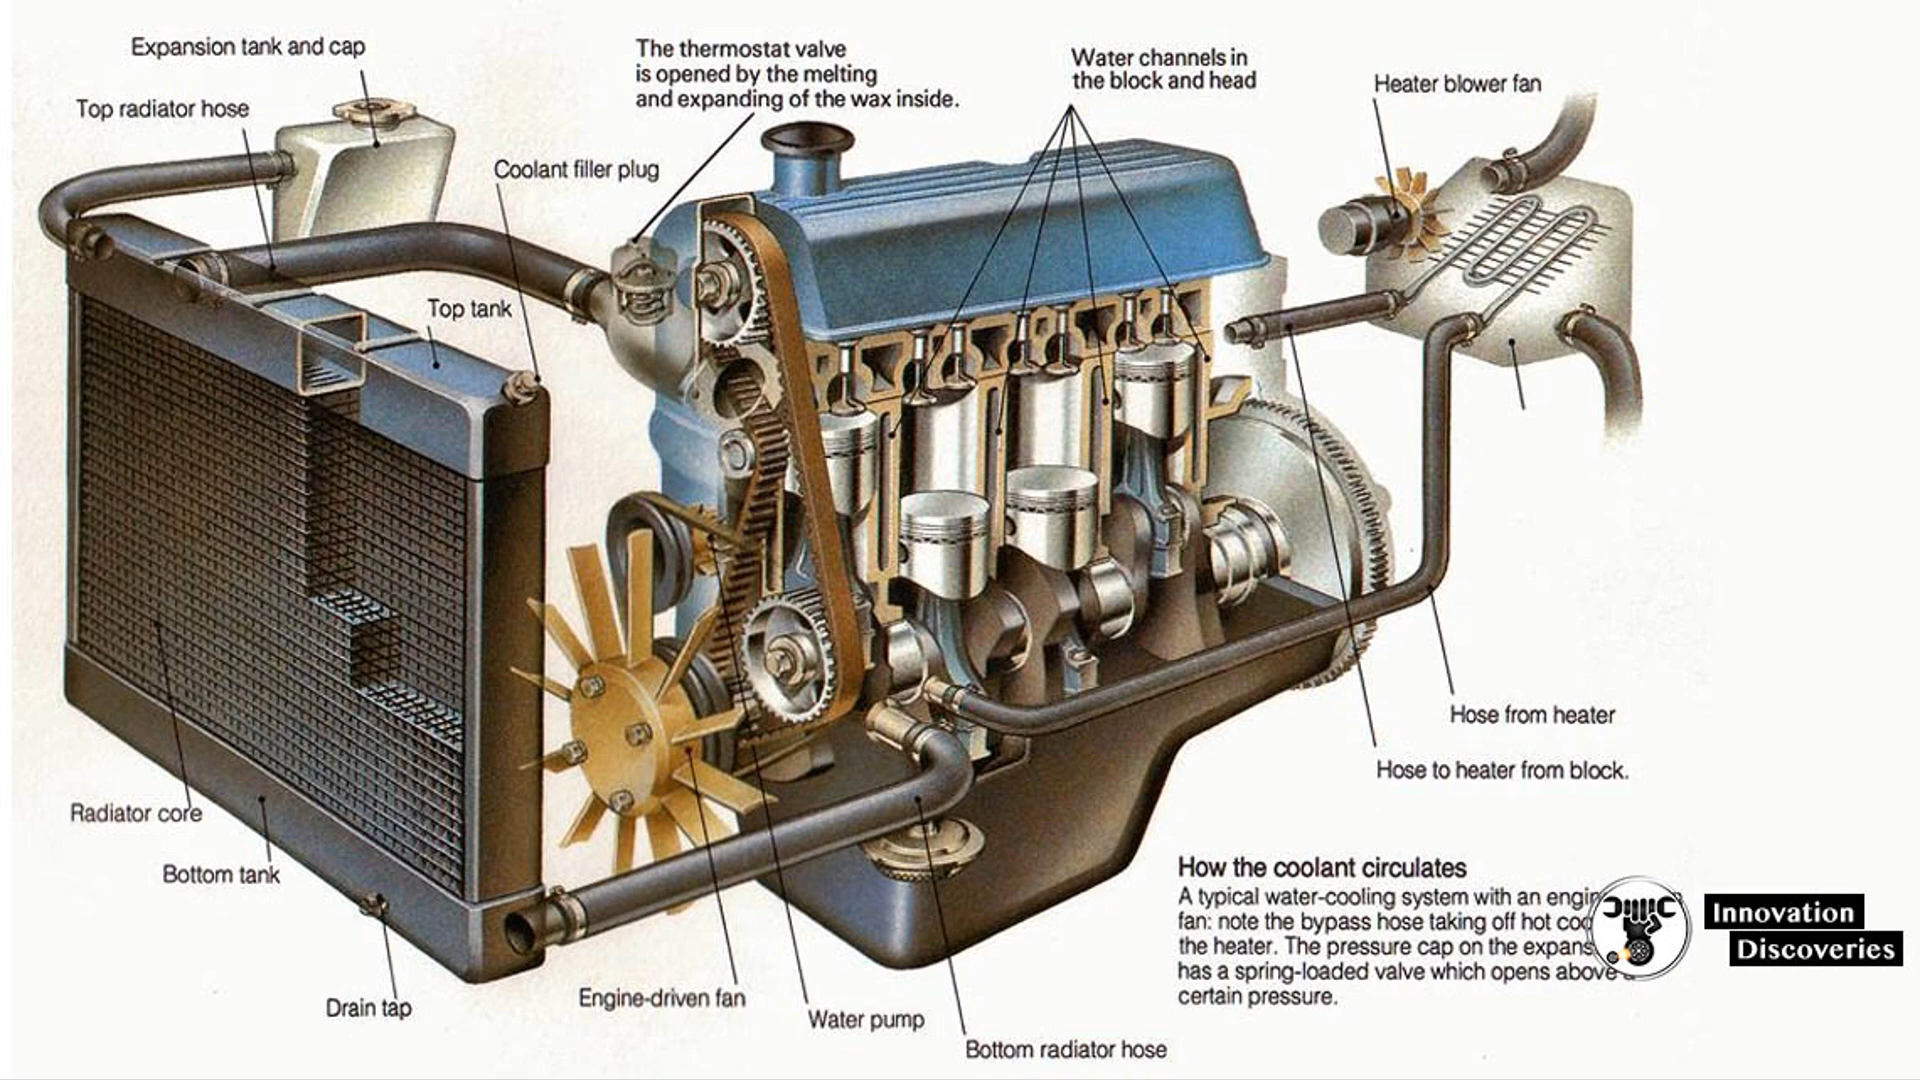 Expansion tank and cap
Top radiator hose
The thermostat valve
is opened by the melting
and expanding of the wax inside.
Coolant filler plug
Water channels in
the block and head
Heater blower fan
Top tank
Hose from heater
Hose to heater from block.
Radiator core
Bottom tank
Drain tap
Engine-driven fan
Water pump
Bottom radiator hose
How the coolant circulates
A typical water-cooling system with an engin
fan: note the bypass hose taking off hot coo
the heater. The pressure cap on the expans
has a spring-loaded valve which opens above a
certain pressure.
Innovation
Discoveries